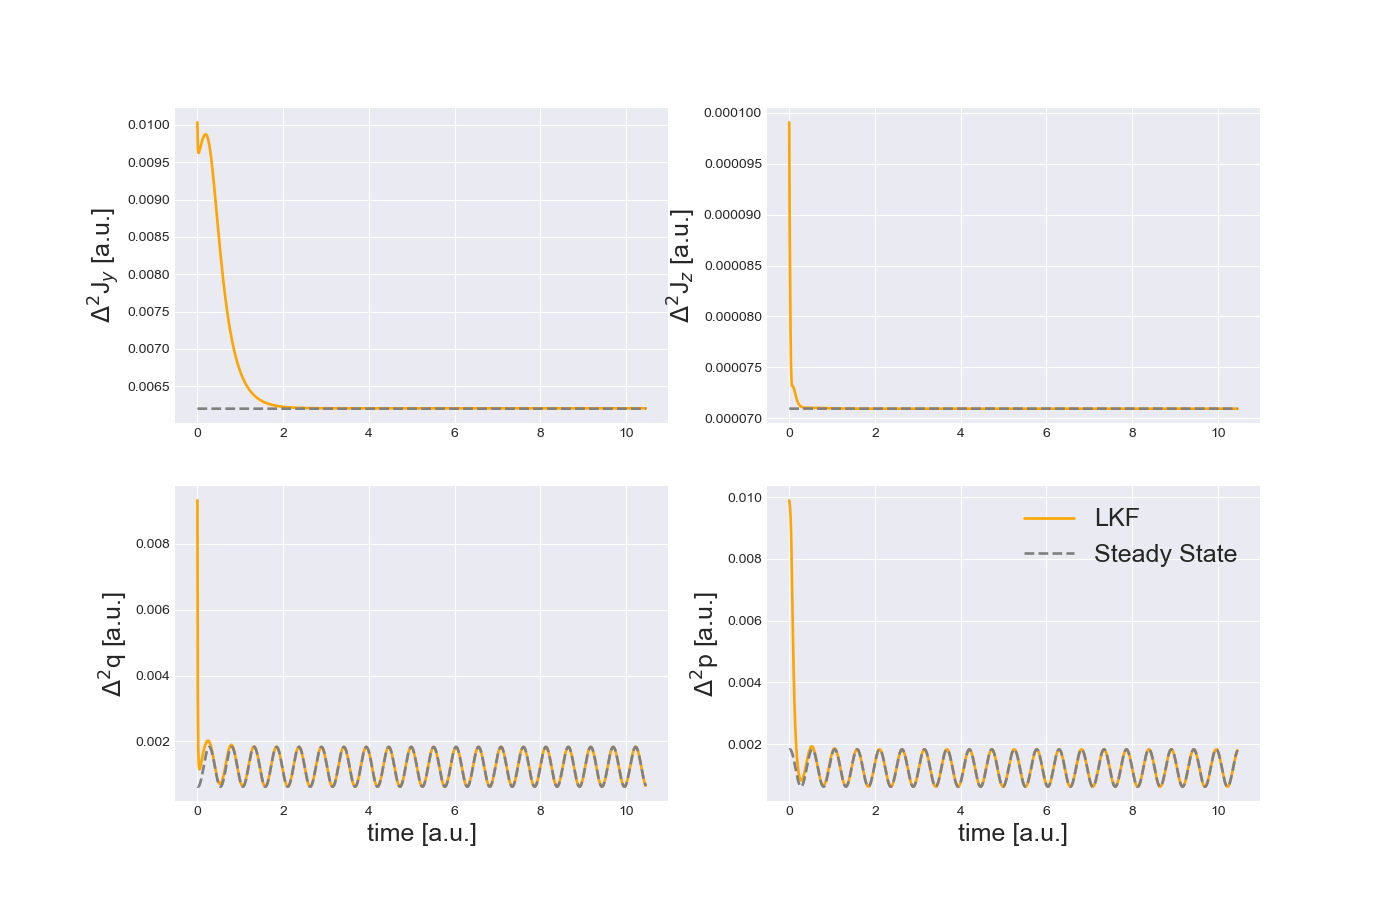 0.0100
0.0095
0.0090
0.0085
0.0080
0.0075
0.0070
0.0065
Δ²J_y [a.u.]
0 2 4 6 8 10
0.000100
0.000095
0.000090
0.000085
0.000080
0.000075
0.000070
Δ²J_z [a.u.]
0 2 4 6 8 10
0.008
0.006
0.004
0.002
Δ²q [a.u.]
0 2 4 6 8 10
time [a.u.]
0.010
0.008
0.006
0.004
0.002
Δ²p [a.u.]
LKF
Steady State
0 2 4 6 8 10
time [a.u.]